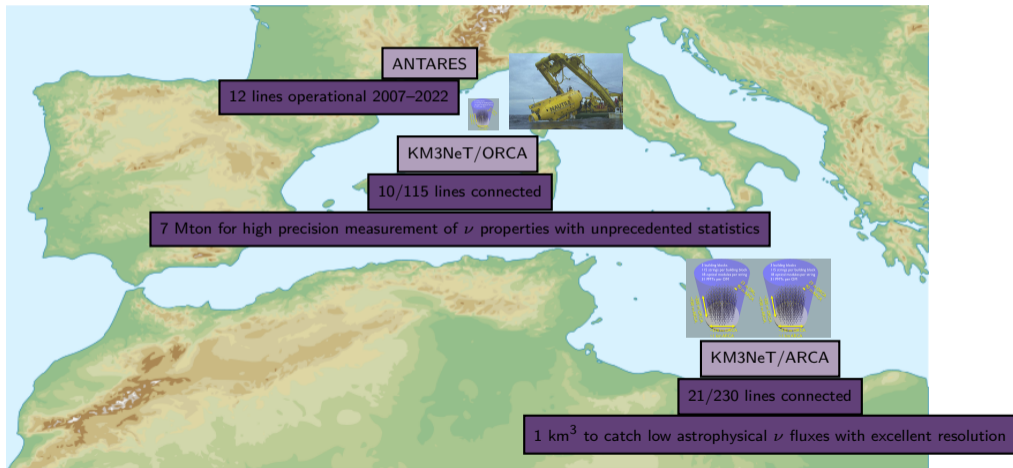 ANTARES
12 lines operational 2007–2022
KM3NeT/ORCA
10/115 lines connected
7 Mton for high precision measurement of ν properties with unprecedented statistics
KM3NeT/ARCA
21/230 lines connected
1 km³ to catch low astrophysical ν fluxes with excellent resolution